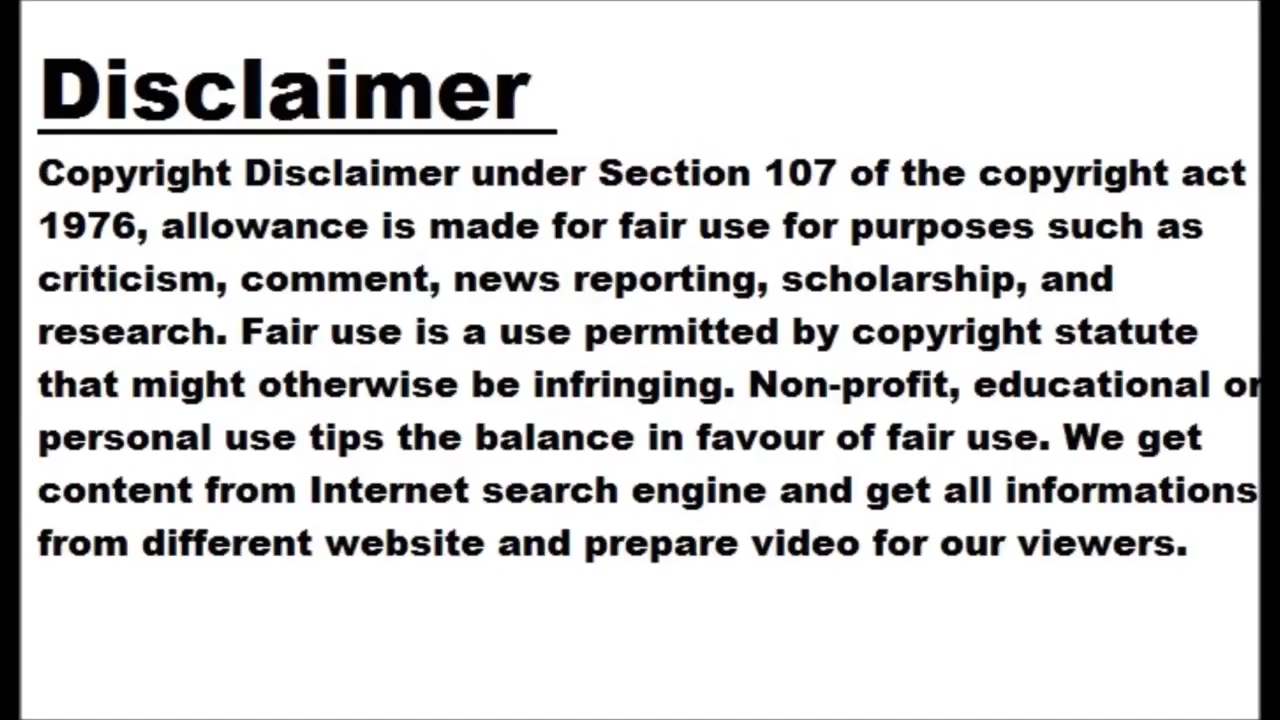 Disclaimer
Copyright Disclaimer under Section 107 of the copyright act
1976, allowance is made for fair use for purposes such as
criticism, comment, news reporting, scholarship, and
research. Fair use is a use permitted by copyright statute
that might otherwise be infringing. Non-profit, educational or
personal use tips the balance in favour of fair use. We get
content from Internet search engine and get all informations
from different website and prepare video for our viewers.